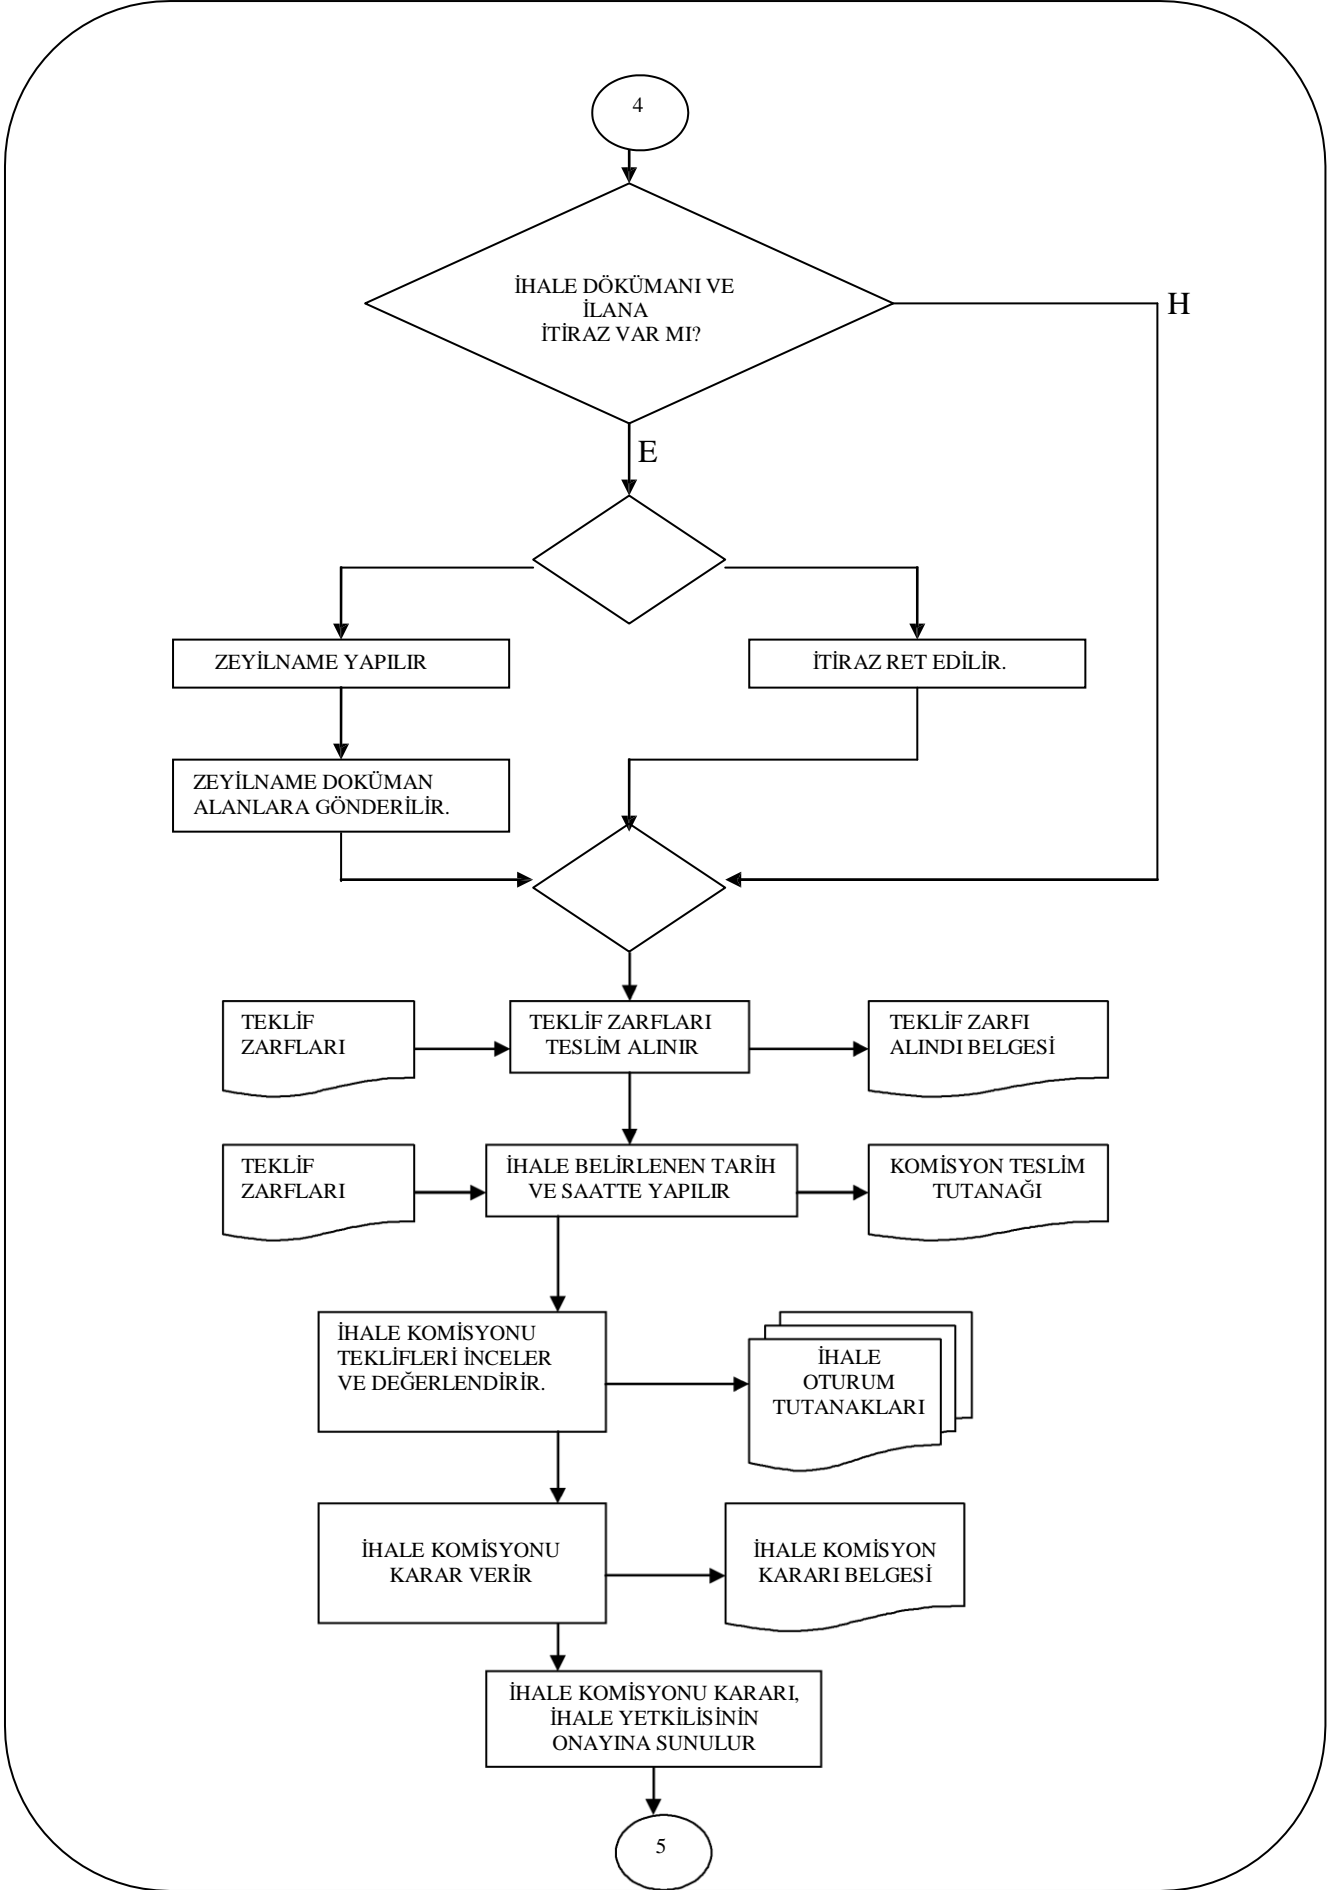 4
İHALE DÖKÜMANI VE
İLANA
İTİRAZ VAR MI?
H
E
ZEYİLNAME YAPILIR
İTİRAZ RET EDİLİR.
ZEYİLNAME DOKÜMAN
ALANLARA GÖNDERİLİR.
TEKLİF
ZARFLARI
TEKLİF ZARFLARI
TESLİM ALINIR
TEKLİF ZARFI
ALINDI BELGESİ
TEKLİF
ZARFLARI
İHALE BELİRLENEN TARİH
VE SAATTE YAPILIR
KOMİSYON TESLİM
TUTANAĞI
İHALE KOMİSYONU
TEKLİFLERİ İNCELER
VE DEĞERLENDİRİR.
İHALE
OTURUM
TUTANAKLARI
İHALE KOMİSYONU
KARAR VERİR
İHALE KOMİSYON
KARARI BELGESİ
İHALE KOMİSYONU KARARI,
İHALE YETKİLİSİNİN
ONAYINA SUNULUR
5